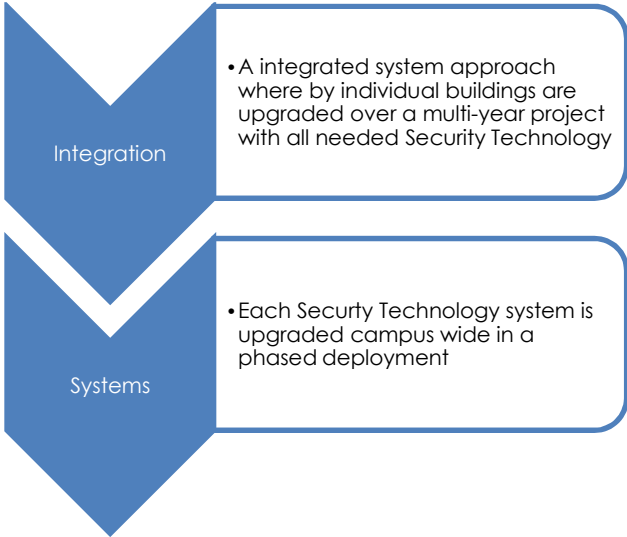 Integration
•A integrated system approach
where by individual buildings are
upgraded over a multi-year project
with all needed Security Technology
Systems
•Each Securty Technology system is
upgraded campus wide in a
phased deployment